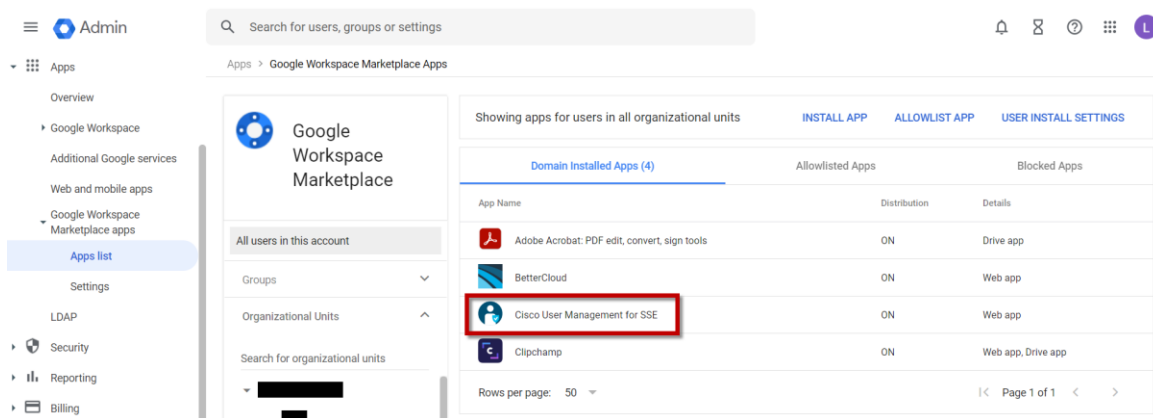 Admin
Search for users, groups or settings
L
Apps
Overview
Google Workspace
Additional Google services
Web and mobile apps
Google Workspace
Marketplace apps
Apps list
Settings
LDAP
Security
Reporting
Billing
Apps > Google Workspace Marketplace Apps
Google
Workspace
Marketplace
All users in this account
Groups
Organizational Units
Search for organizational units
Showing apps for users in all organizational units INSTALL APP ALLOWLIST APP USER INSTALL SETTINGS
Domain Installed Apps (4) Allowlisted Apps Blocked Apps
App Name Distribution Details
Adobe Acrobat: PDF edit, convert, sign tools ON Drive app
BetterCloud ON Web app
Cisco User Management for SSE ON Web app
Clipchamp ON Web app, Drive app
Rows per page: 50 Page 1 of 1